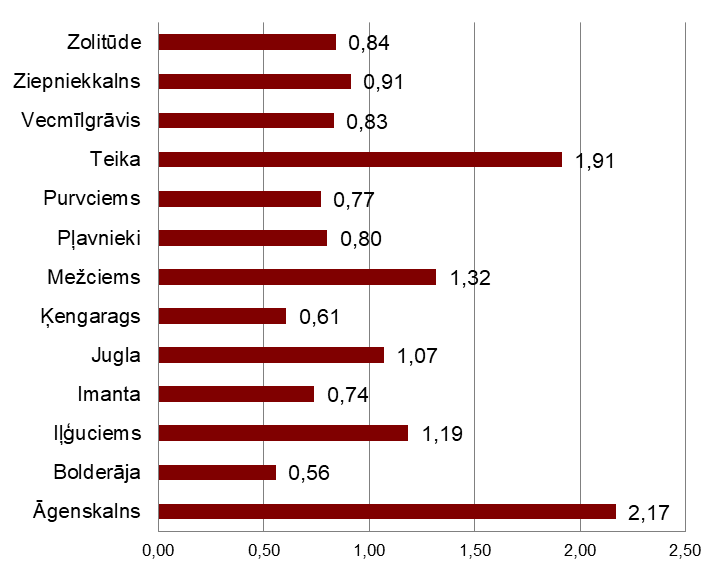 Zolitūde 0,84
Ziepniekkalns 0,91
Vecmīlgrāvis 0,83
Teika 1,91
Purvciems 0,77
Pļavnieki 0,80
Mežciems 1,32
Ķengarags 0,61
Jugla 1,07
Imanta 0,74
Iļģuciems 1,19
Bolderāja 0,56
Āgenskalns 2,17
0,00 0,50 1,00 1,50 2,00 2,50